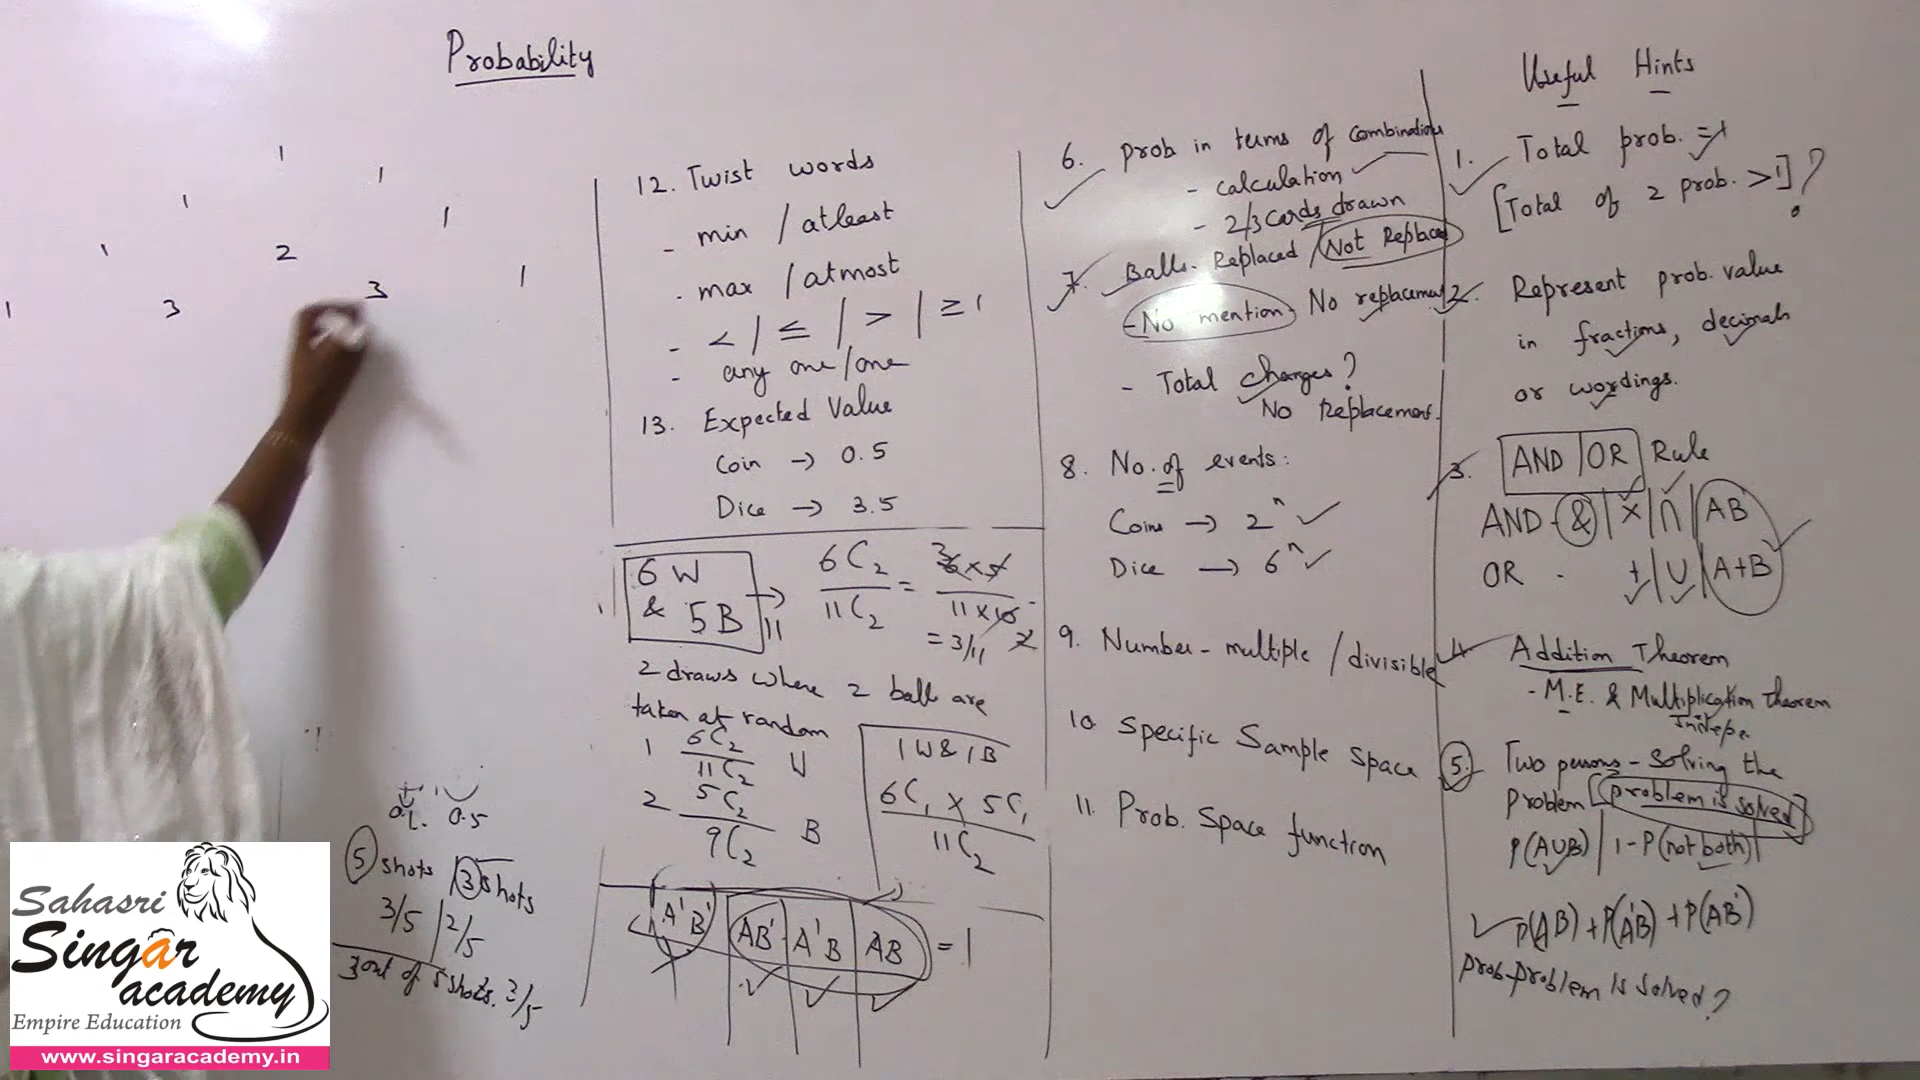 Probability
1
1 1
1 2 1
1 3 3 1
12. Twist words
- min / atleast
- max / atmost
- < | ≤ | > | ≥ 1
- any one/one
13. Expected Value
Coin → 0.5
Dice → 3.5
6 W
& 5B 11
→ 6C₂/11C₂ = 36×5/11×10
= 3/11 2
2 draws where 2 ball are
taken at random
1 6C₂/11C₂ W
2 5C₂/9C₂ B
1W & 1B
6C₁ × 5C₁
11C₂
A'B' AB' A'B AB = 1
0.5
5 shots | 3 shots
3/5 | 2/5
3 out of 5 shots.
6. prob in terms of Combinations
- calculation
- 2/3 cards drawn
7. Balls - Replaced / Not Replaced
- No mention - No replacement
- Total changes?
No Replacement.
8. No. of events:
Coins → 2ⁿ
Dice → 6ⁿ
9. Number - multiple / divisible
10 Specific Sample Space
11. Prob. Space function
Useful Hints
1. Total prob. = 1
[Total of 2 prob. > 1] ?
2. Represent prob. value
in fractions, decimals
or wordings.
3. AND | OR Rule
AND - & | × | ∩ | AB
OR - + | ∪ | A+B
4. Addition Theorem
- M.E. & Multiplication Theorem
Indepe.
5. Two persons - Solving the
Problem [problem is solved]
P(A∪B) | 1 - P(not both)
P(AB) + P(A'B) + P(AB')
Prob-problem is solved?
Sahasri
Singar
academy
Empire Education
www.singaracademy.in